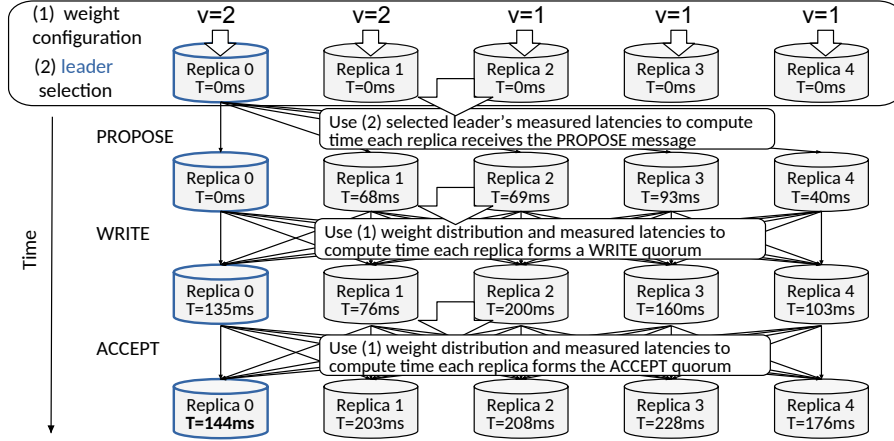 (1) weight
configuration
(2) leader
selection
v=2
v=2
v=1
v=1
v=1
Replica 0
T=0ms
Replica 1
T=0ms
Replica 2
T=0ms
Replica 3
T=0ms
Replica 4
T=0ms
Time
PROPOSE
Use (2) selected leader's measured latencies to compute
time each replica receives the PROPOSE message
Replica 0
T=0ms
Replica 1
T=68ms
Replica 2
T=69ms
Replica 3
T=93ms
Replica 4
T=40ms
WRITE
Use (1) weight distribution and measured latencies to
compute time each replica forms a WRITE quorum
Replica 0
T=135ms
Replica 1
T=76ms
Replica 2
T=200ms
Replica 3
T=160ms
Replica 4
T=103ms
ACCEPT
Use (1) weight distribution and measured latencies to
compute time each replica forms the ACCEPT quorum
Replica 0
T=144ms
Replica 1
T=203ms
Replica 2
T=208ms
Replica 3
T=228ms
Replica 4
T=176ms